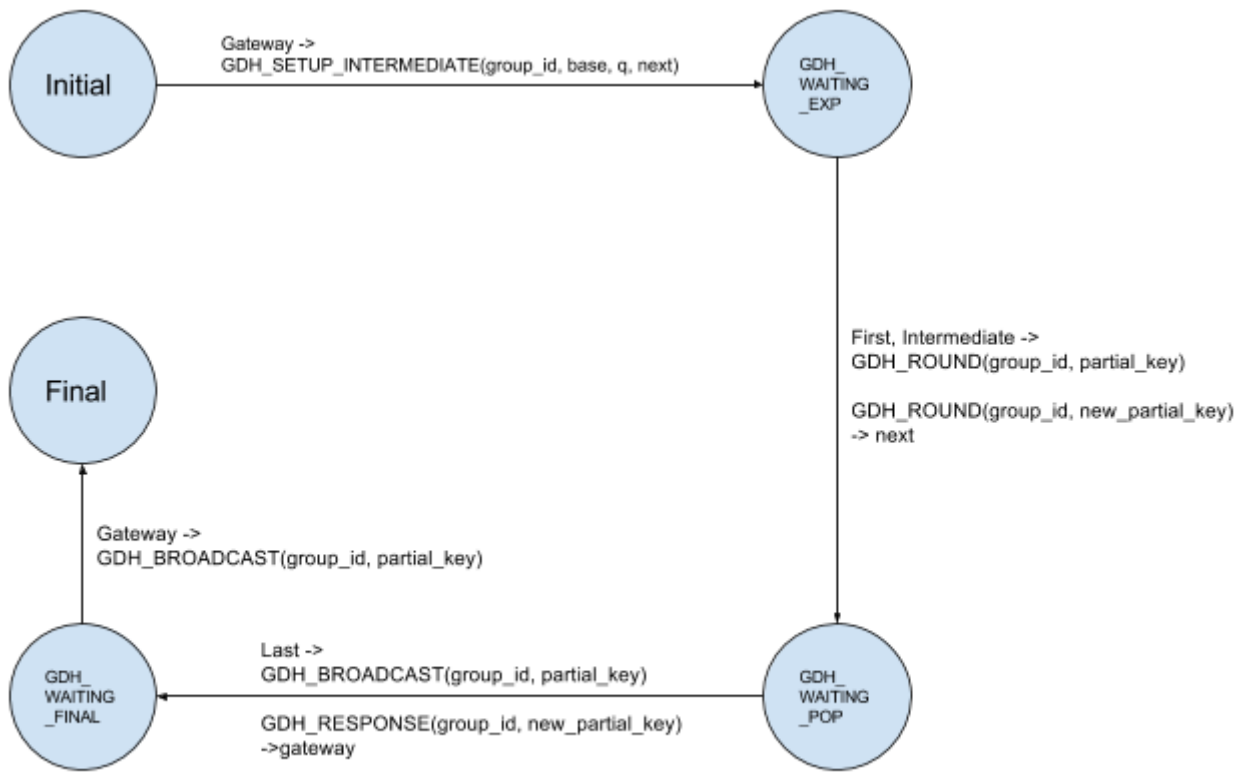 Initial
Gateway ->
GDH_SETUP_INTERMEDIATE(group_id, base, q, next)
GDH_
WAITING
_EXP
First, Intermediate ->
GDH_ROUND(group_id, partial_key)
GDH_ROUND(group_id, new_partial_key)
-> next
Final
Gateway ->
GDH_BROADCAST(group_id, partial_key)
GDH_
WAITING
_FINAL
Last ->
GDH_BROADCAST(group_id, partial_key)
GDH_RESPONSE(group_id, new_partial_key)
->gateway
GDH_
WAITING
_POP